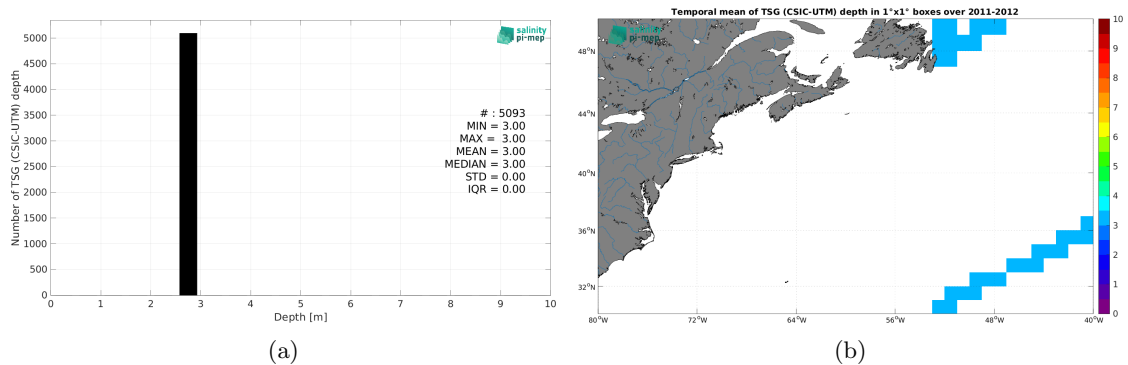 salinity
pi-mep
Number of TSG (CSIC-UTM) depth
5000
4500
4000
3500
3000
2500
2000
1500
1000
500
0
# : 5093
MIN = 3.00
MAX = 3.00
MEAN = 3.00
MEDIAN = 3.00
STD = 0.00
IQR = 0.00
0 1 2 3 4 5 6 7 8 9 10
Depth [m]
(a)
Temporal mean of TSG (CSIC-UTM) depth in 1°x1° boxes over 2011-2012
salinity
pi-mep
48°N
44°N
40°N
36°N
32°N
80°W 72°W 64°W 56°W 48°W 40°W
10
9
8
7
6
5
4
3
2
1
0
(b)